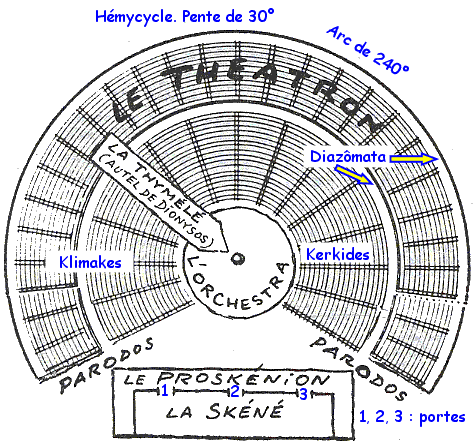 Hémycycle. Pente de 30°
Arc de 240°
LE THÉATRON
Diazômata
LA THYMÉLÉ
(AUTEL DE DIONYSOS)
Klimakes
Kerkides
L'ORCHESTRA
PARODOS
PARODOS
LE PROSKÉNION
1 2 3
LA SKÉNÉ
1, 2, 3 : portes